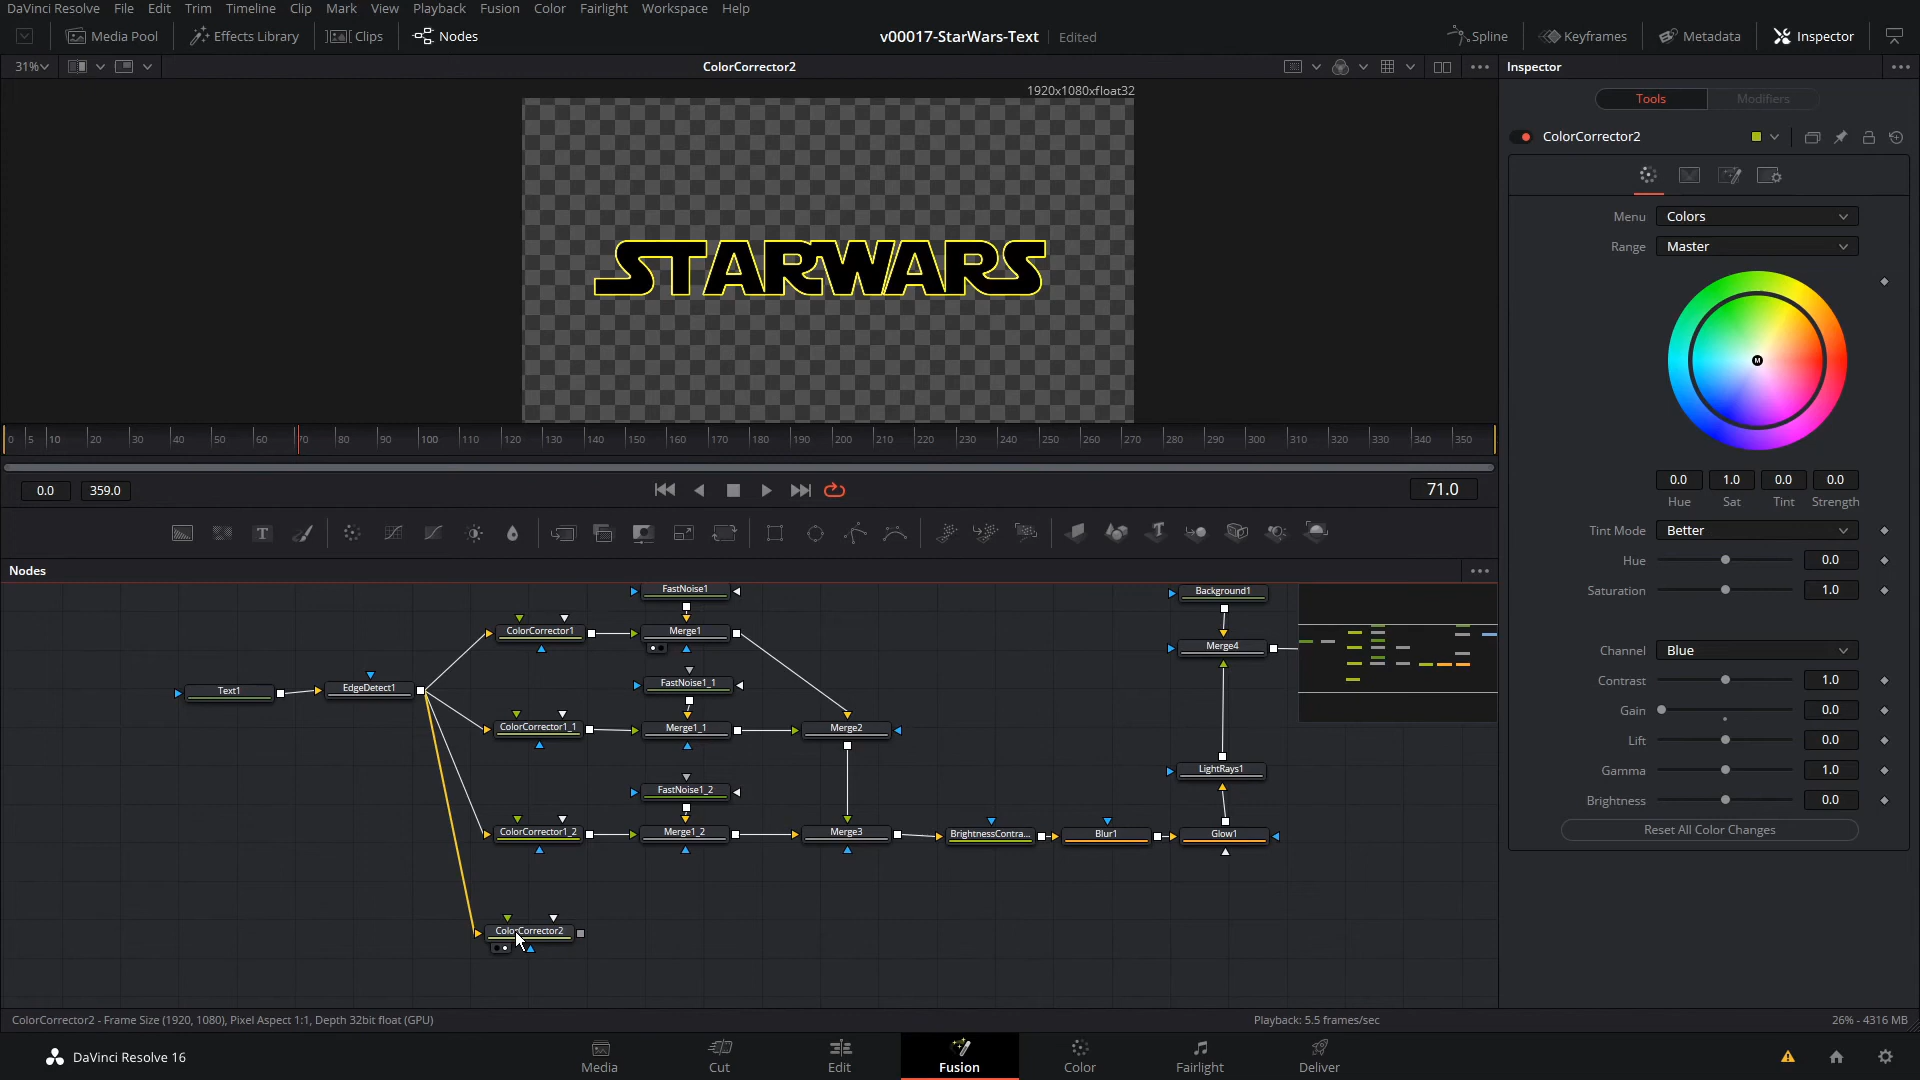 DaVinci Resolve File Edit Trim Timeline Clip Mark View Playback Fusion Color Fairlight Workspace Help
Media Pool Effects Library Clips Nodes v00017-StarWars-Text Edited Spline Keyframes Metadata Inspector
31% ColorCorrector2 Inspector
1920x1080xfloat32
Tools Modifiers
ColorCorrector2
Menu Colors
Range Master
STARWARS
0 5 10 20 30 40 50 60 70 80 90 100 110 120 130 140 150 160 170 180 190 200 210 220 230 240 250 260 270 280 290 300 310 320 330 340 350
M
0.0 359.0 71.0
0.0 1.0 0.0 0.0
Hue Sat Tint Strength
Tint Mode Better
Hue 0.0
Saturation 1.0
Channel Blue
Contrast 1.0
Gain 0.0
Lift 0.0
Gamma 1.0
Brightness 0.0
Reset All Color Changes
T
Nodes
FastNoise1 Background1
ColorCorrector1 Merge1 Merge4
Text1 EdgeDetect1 FastNoise1_1
ColorCorrector1_1 Merge1_1 Merge2
LightRays1
FastNoise1_2
ColorCorrector1_2 Merge1_2 Merge3 BrightnessContra... Blur1 Glow1
ColorCorrector2
ColorCorrector2 - Frame Size (1920, 1080), Pixel Aspect 1:1, Depth 32bit float (GPU) Playback: 5.5 frames/sec 26% - 4316 MB
DaVinci Resolve 16 Media Cut Edit Fusion Color Fairlight Deliver